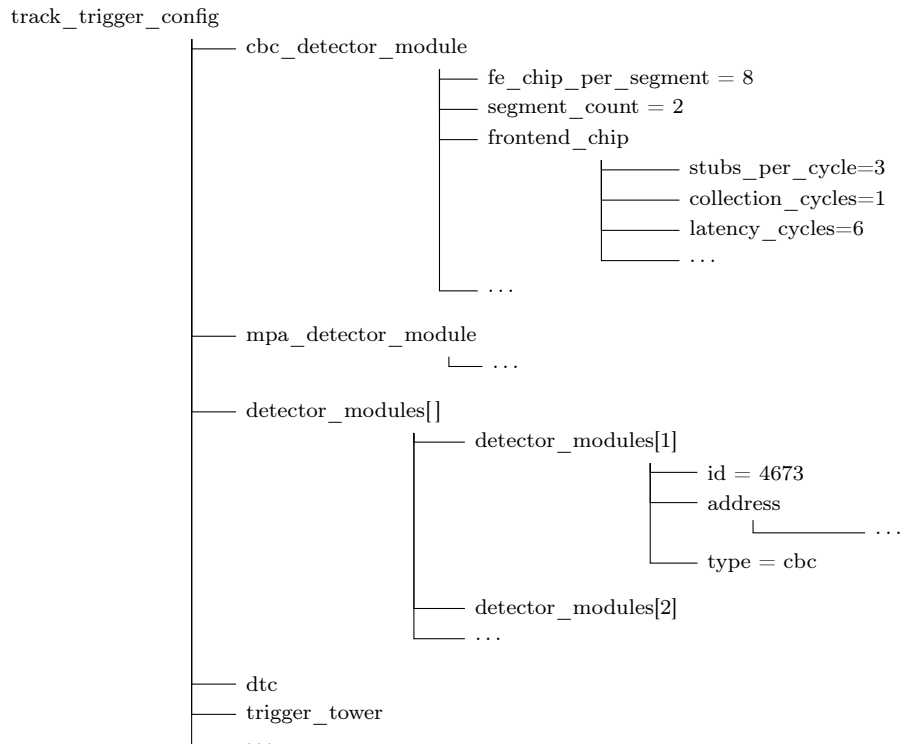 track_trigger_config
cbc_detector_module
fe_chip_per_segment = 8
segment_count = 2
frontend_chip
stubs_per_cycle=3
collection_cycles=1
latency_cycles=6
...
...
mpa_detector_module
...
detector_modules[]
detector_modules[1]
id = 4673
address
...
type = cbc
detector_modules[2]
...
dtc
trigger_tower
...